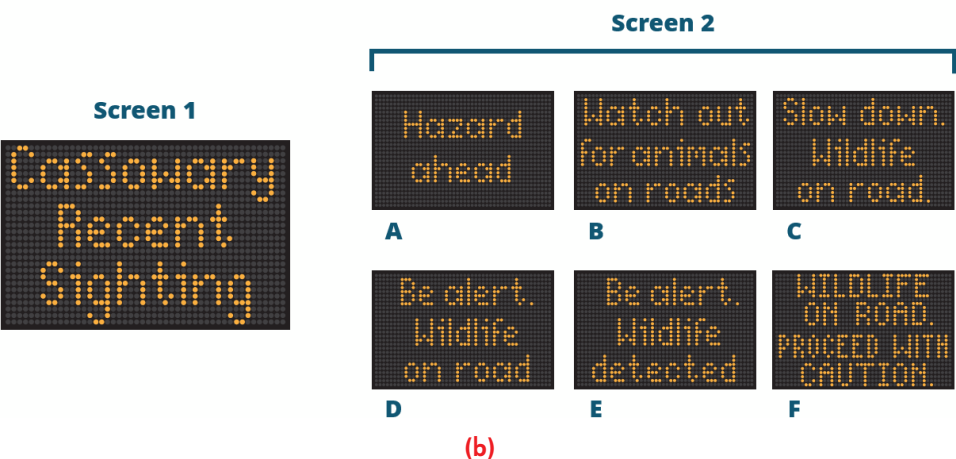 Screen 2
Screen 1
Cassowary
Recent
Sighting
Hazard
ahead
A
Watch out
for animals
on roads
B
Slow down.
Wildlife
on road.
C
Be alert.
Wildlife
on road
D
Be alert.
Wildlife
detected
E
WILDLIFE
ON ROAD.
PROCEED WITH
CAUTION.
F
(b)